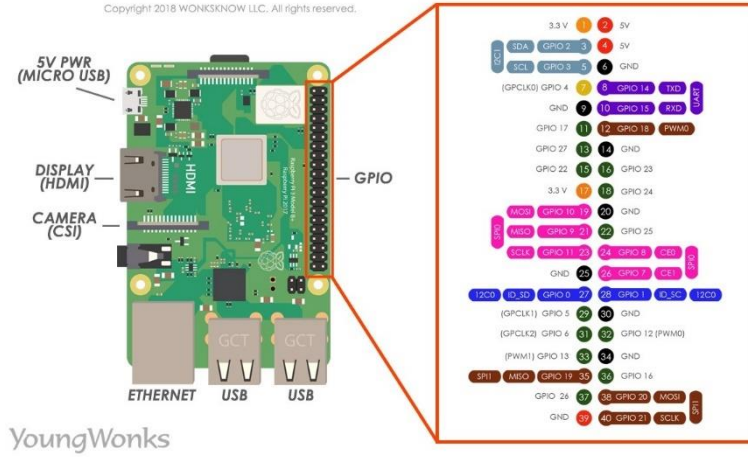 Copyright 2018 WONKSKNOW LLC. All rights reserved.
5V PWR
(MICRO USB)
DISPLAY
(HDMI)
CAMERA
(CSI)
HDMI
Raspberry Pi 3 Model B+
GCT
GCT
ETHERNET
USB
USB
GPIO
YoungWonks
3.3 V 1 2 5V
I2C1 SDA GPIO 2 3 4 5V
SCL GPIO 3 5 6 GND
(GPCLK0) GPIO 4 7 8 GPIO 14 TXD UART
GND 9 10 GPIO 15 RXD
GPIO 17 11 12 GPIO 18 PWM0
GPIO 27 13 14 GND
GPIO 22 15 16 GPIO 23
3.3 V 17 18 GPIO 24
SPI0 MOSI GPIO 10 19 20 GND
MISO GPIO 9 21 22 GPIO 25
SCLK GPIO 11 23 24 GPIO 8 CE0 SPI0
GND 25 26 GPIO 7 CE1
12C0 ID_SD GPIO 0 27 28 GPIO 1 ID_SC 12C0
(GPCLK1) GPIO 5 29 30 GND
(GPCLK2) GPIO 6 31 32 GPIO 12 (PWM0)
(PWM1) GPIO 13 33 34 GND
SPI1 MISO GPIO 19 35 36 GPIO 16
GPIO 26 37 38 GPIO 20 MOSI SPI1
GND 39 40 GPIO 21 SCLK